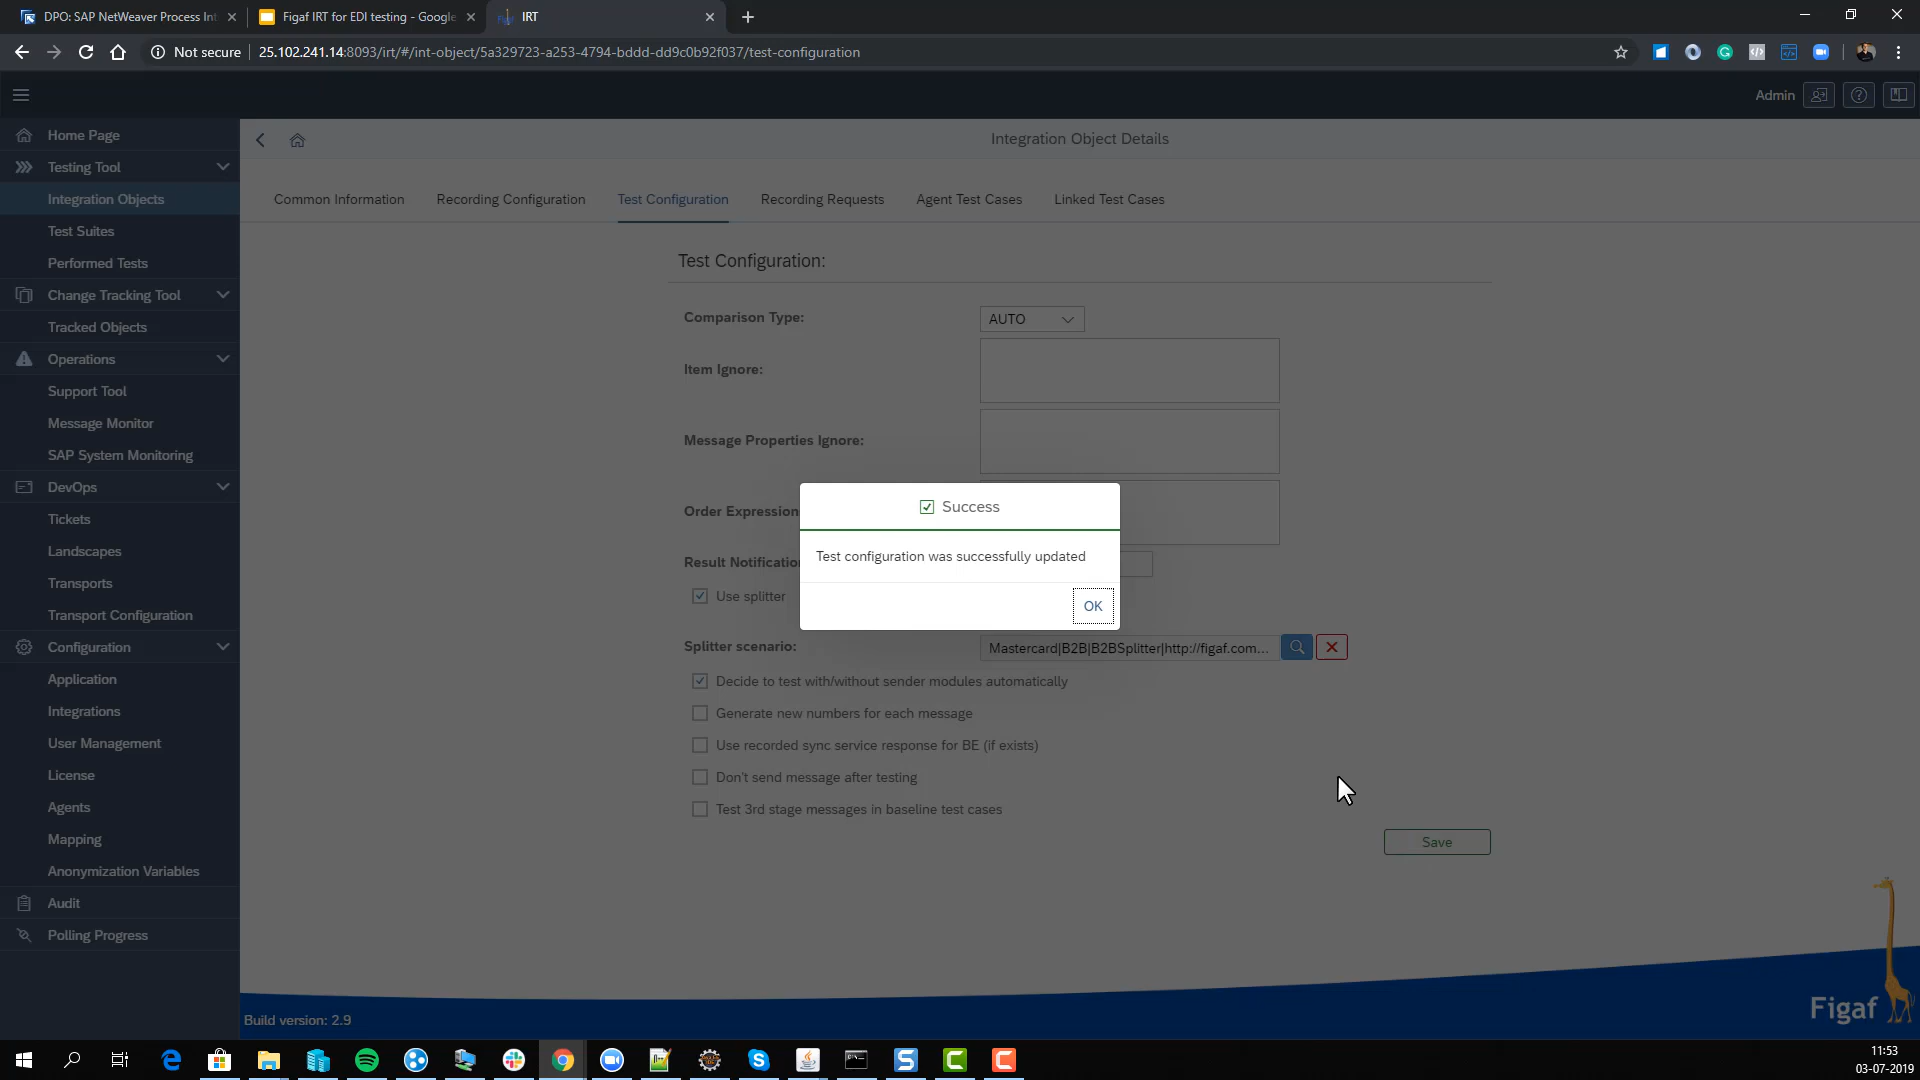 DPO: SAP NetWeaver Process Int
Figaf IRT for EDI testing - Google
IRT
Not secure
25.102.241.14:8093/irt/#/int-object/5a329723-a253-4794-bddd-dd9c0b92f037/test-configuration
Admin
Home Page
Testing Tool
Integration Objects
Test Suites
Performed Tests
Change Tracking Tool
Tracked Objects
Operations
Support Tool
Message Monitor
SAP System Monitoring
DevOps
Tickets
Landscapes
Transports
Transport Configuration
Configuration
Application
Integrations
User Management
License
Agents
Mapping
Anonymization Variables
Audit
Polling Progress
Integration Object Details
Common Information
Recording Configuration
Test Configuration
Recording Requests
Agent Test Cases
Linked Test Cases
Test Configuration:
Comparison Type:
AUTO
Item Ignore:
Message Properties Ignore:
Order Expression
Result Notification
Use splitter
Success
Test configuration was successfully updated
OK
Splitter scenario:
Mastercard|B2B|B2BSplitter|http://figaf.com...
Decide to test with/without sender modules automatically
Generate new numbers for each message
Use recorded sync service response for BE (if exists)
Don't send message after testing
Test 3rd stage messages in baseline test cases
Save
Figaf
Build version: 2.9
11:53
03-07-2019